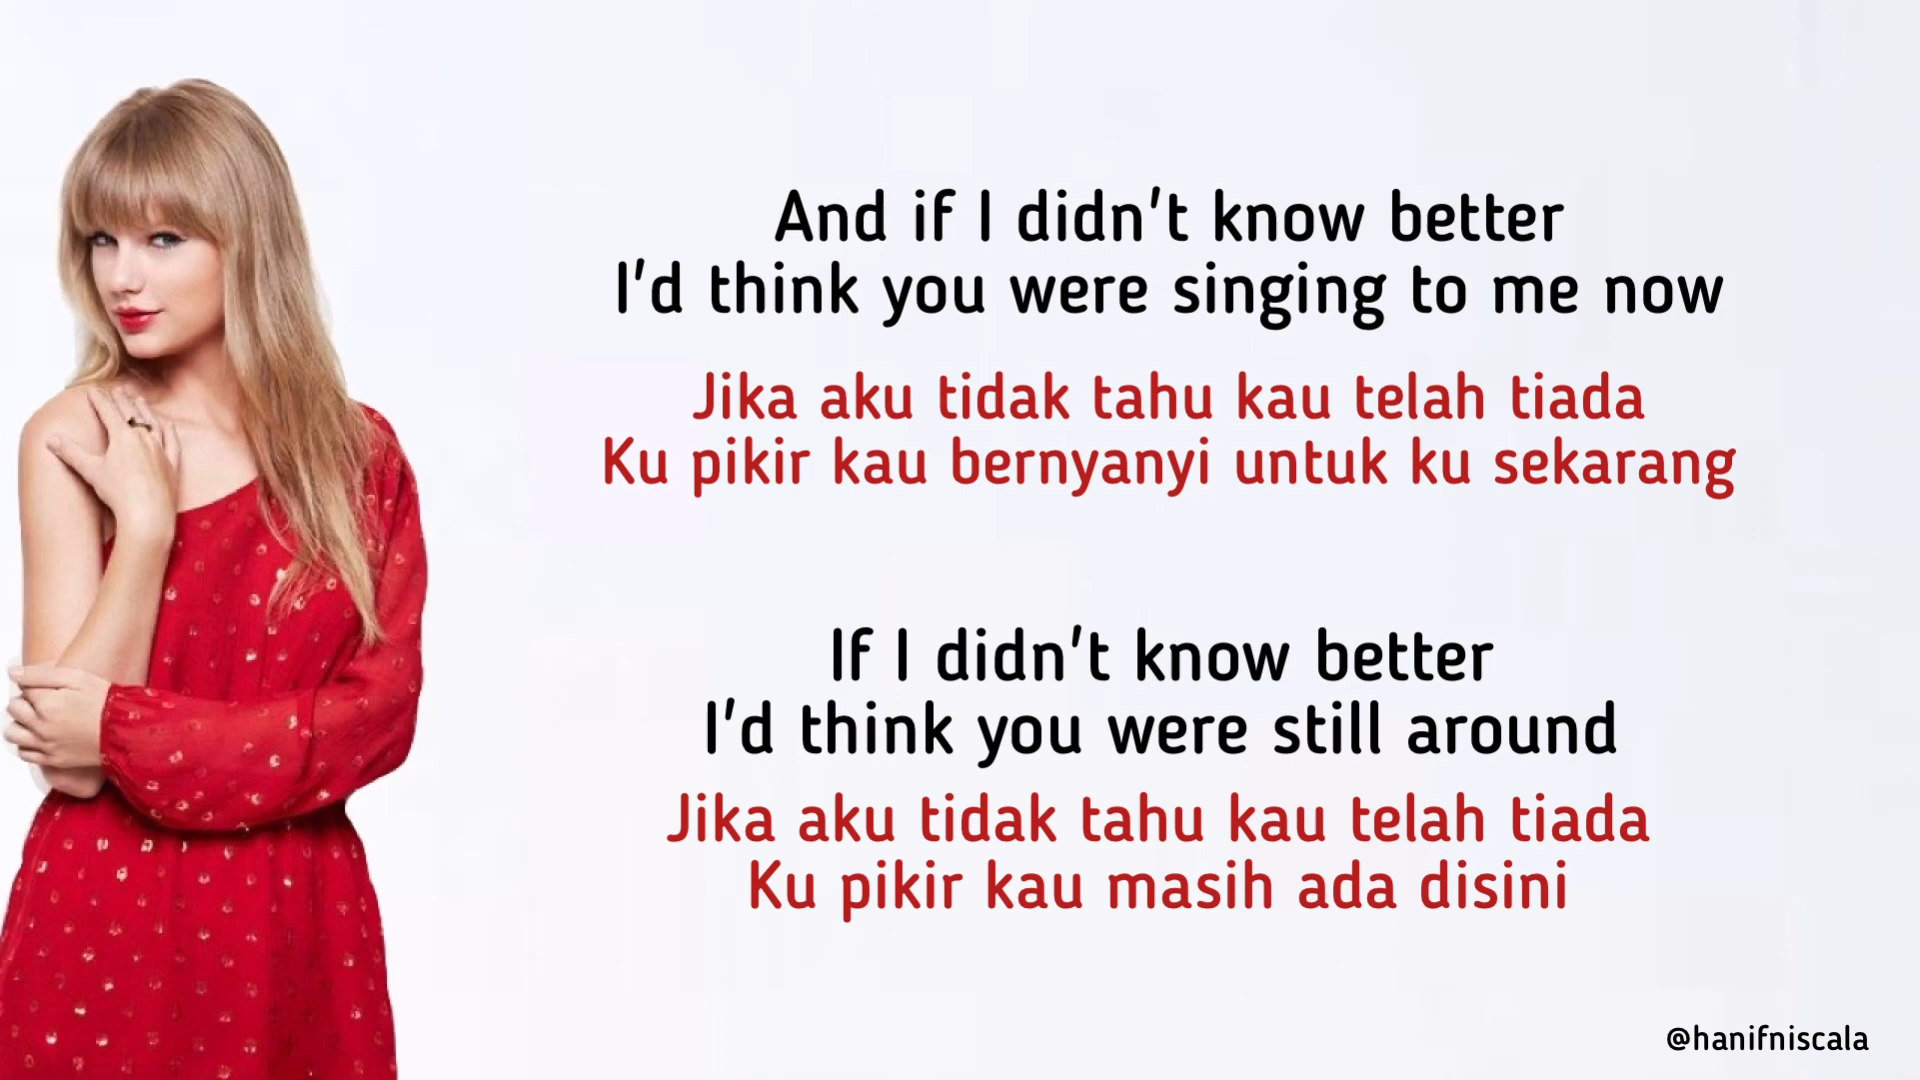 And if I didn't know better
I'd think you were singing to me now
Jika aku tidak tahu kau telah tiada
Ku pikir kau bernyanyi untuk ku sekarang
If I didn't know better
I'd think you were still around
Jika aku tidak tahu kau telah tiada
Ku pikir kau masih ada disini
@hanifniscala